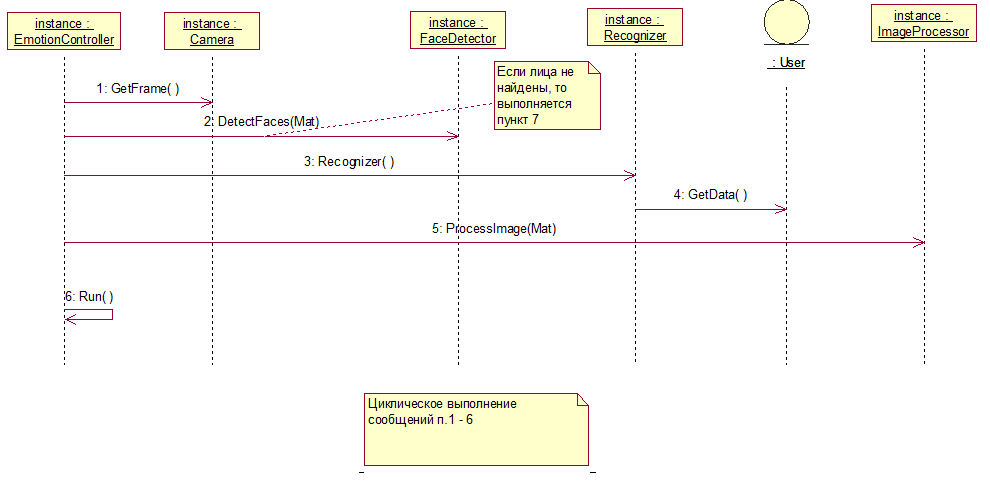 instance :
EmotionController
instance :
Camera
instance :
FaceDetector
instance :
Recognizer
: User
instance :
ImageProcessor
Если лица не
найдены, то
выполняется
пункт 7
1: GetFrame( )
2: DetectFaces(Mat)
3: Recognizer( )
4: GetData( )
5: ProcessImage(Mat)
6: Run( )
Циклическое выполнение
сообщений п.1 - 6